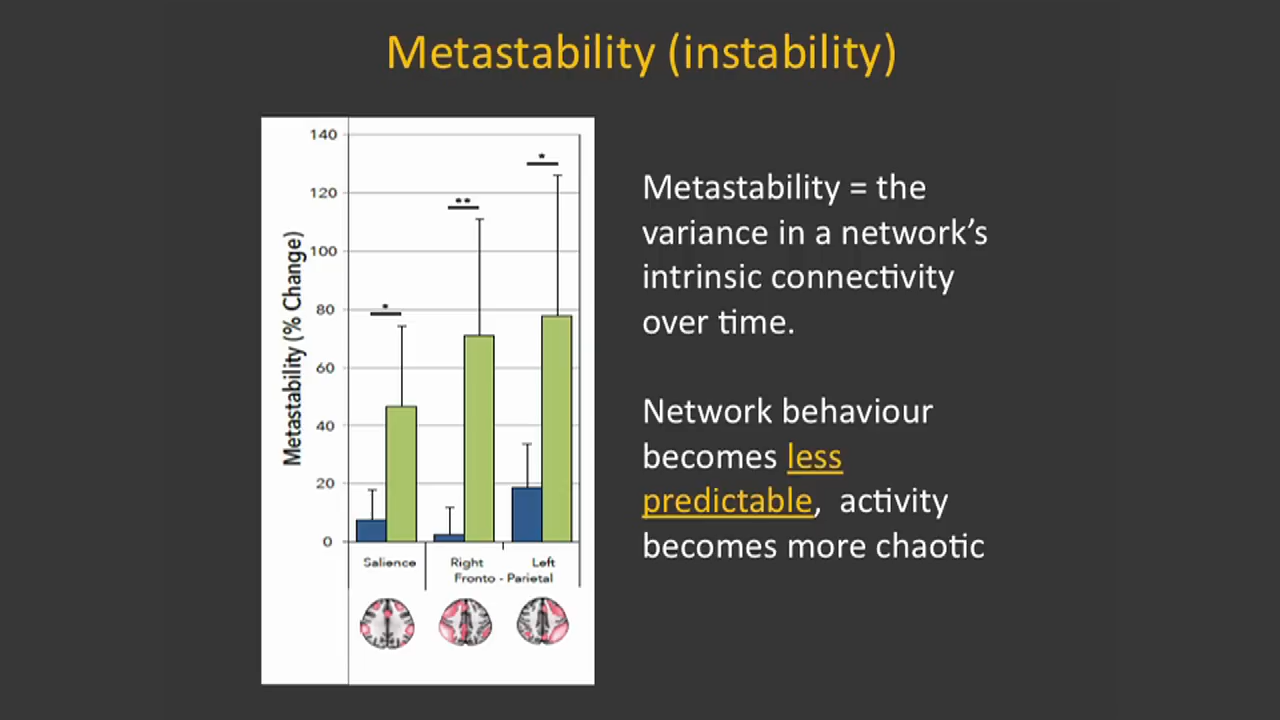 Metastability (instability)
140
120
100
80
60
40
20
0
Metastability (% Change)
*
**
*
Salience
Right
Left
Fronto - Parietal
Metastability = the
variance in a network’s
intrinsic connectivity
over time.
Network behaviour
becomes less
predictable, activity
becomes more chaotic